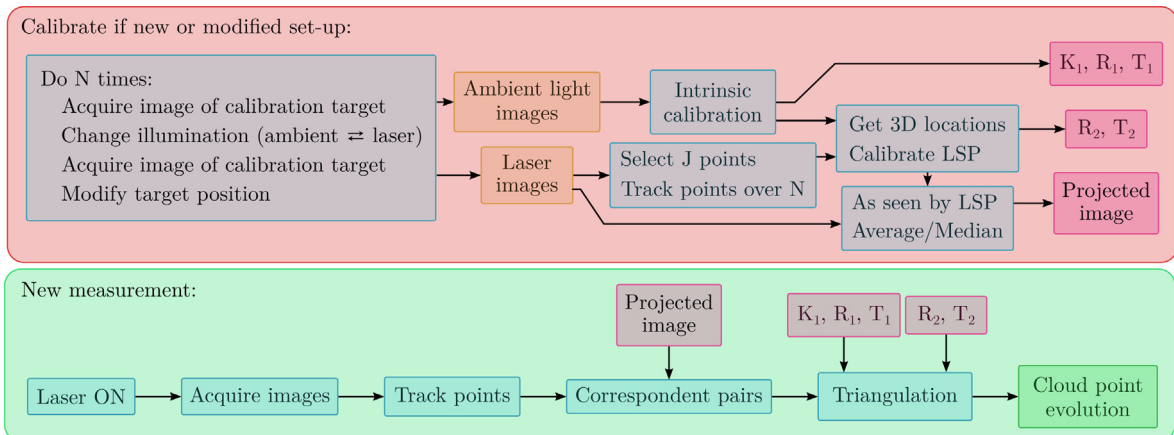 Calibrate if new or modified set-up:
Do N times:
Acquire image of calibration target
Change illumination (ambient ⇄ laser)
Acquire image of calibration target
Modify target position
Ambient light
images
Laser
images
Intrinsic
calibration
Select J points
Track points over N
Get 3D locations
Calibrate LSP
As seen by LSP
Average/Median
K₁, R₁, T₁
R₂, T₂
Projected
image
New measurement:
Projected
image
K₁, R₁, T₁
R₂, T₂
Laser ON
Acquire images
Track points
Correspondent pairs
Triangulation
Cloud point
evolution